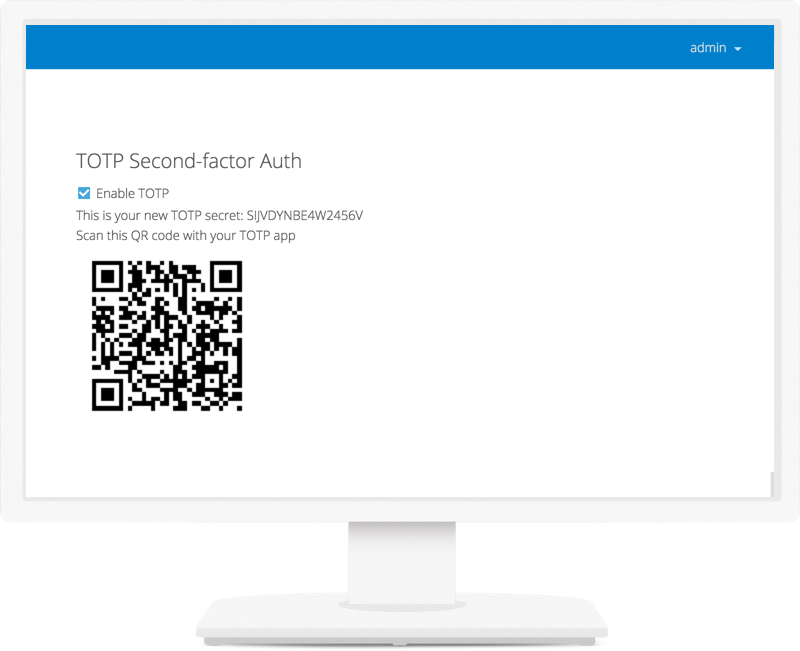 admin
TOTP Second-factor Auth
Enable TOTP
This is your new TOTP secret: SIJVDYNBE4W2456V
Scan this QR code with your TOTP app